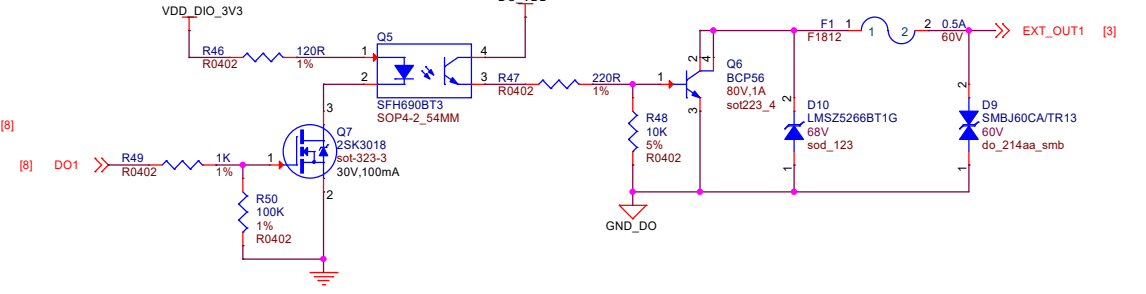 VDD_DIO_3V3
Q5
R46
120R
R0402
1%
1
4
2
3
SFH690BT3
SOP4-2_54MM
R47
220R
R0402
1%
1
2
4
Q6
BCP56
80V,1A
sot223_4
3
F1
F1812
1
1
2
2
0.5A
60V
EXT_OUT1
[3]
2
D10
LMSZ5266BT1G
68V
sod_123
1
2
D9
SMBJ60CA/TR13
60V
do_214aa_smb
1
R48
10K
5%
R0402
GND_DO
[8]
[8]
DO1
R49
1K
R0402
1%
1
3
Q7
2SK3018
sot-323-3
30V,100mA
2
R50
100K
1%
R0402